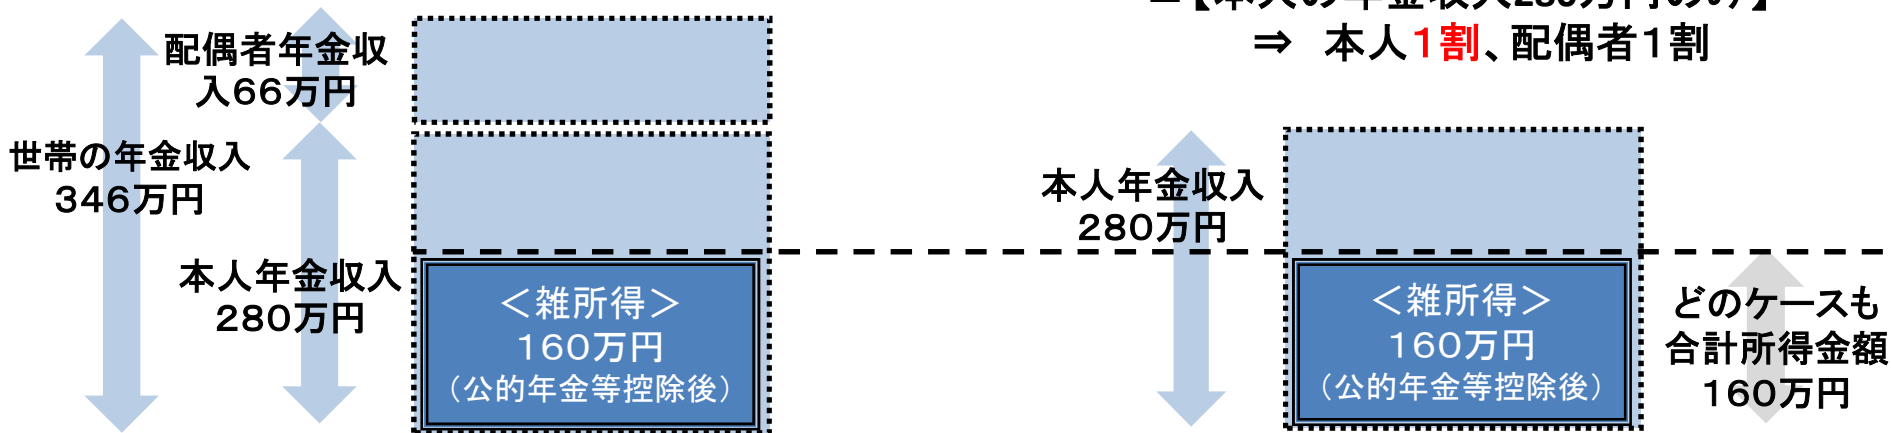 ⇒ 本人1割、配偶者1割
配偶者年金収
入66万円
世帯の年金収入
346万円
本人年金収入
280万円
＜雑所得＞
160万円
（公的年金等控除後）
本人年金収入
280万円
＜雑所得＞
160万円
（公的年金等控除後）
どのケースも
合計所得金額
160万円